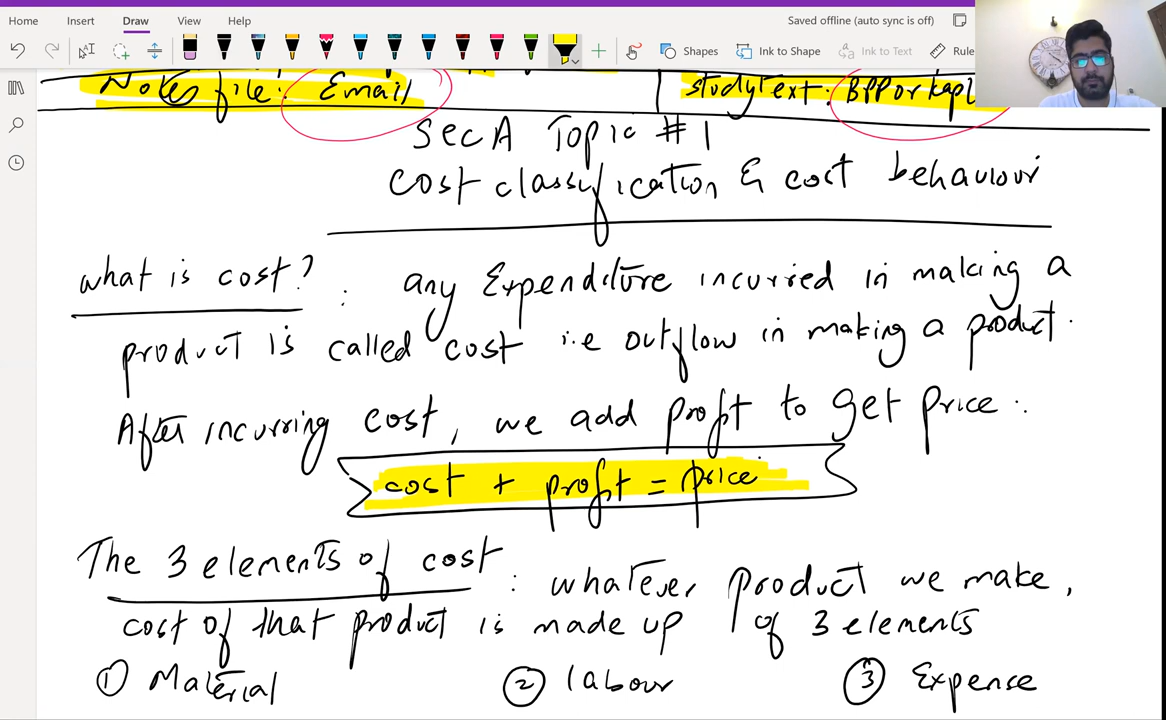 Home Insert Draw View Help Saved offline (auto sync is off)
Shapes Ink to Shape Ink to Text Rule
Notes file: Email studytext: BPP or kapl
Sec A Topic # 1
cost classification & cost behaviour
what is cost? : any Expenditure incurred in making a
product is called cost i.e outflow in making a product.
After incurring cost, we add profit to get price.
cost + profit = price
The 3 elements of cost : whatever product we make,
cost of that product is made up of 3 elements
① Material ② labour ③ Expense